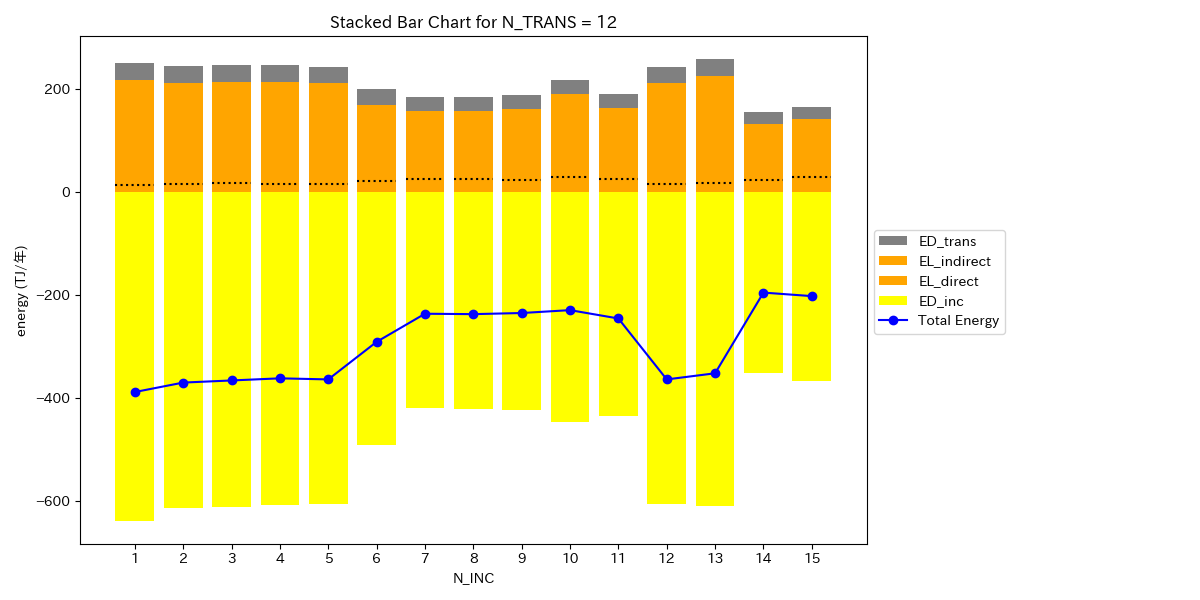 Stacked Bar Chart for N_TRANS = 12
energy (TJ/年)
200
0
−200
−400
−600
1 2 3 4 5 6 7 8 9 10 11 12 13 14 15
N_INC
ED_trans
EL_indirect
EL_direct
ED_inc
Total Energy